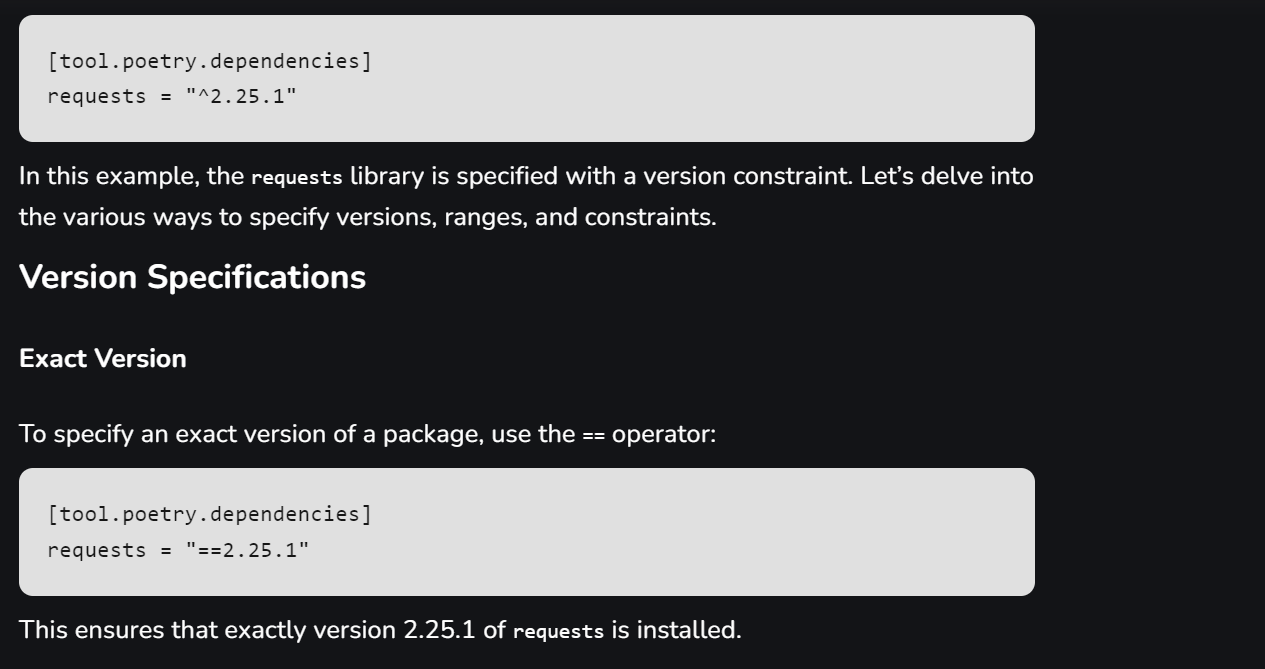 [tool.poetry.dependencies]
requests = "^2.25.1"
In this example, the requests library is specified with a version constraint. Let’s delve into
the various ways to specify versions, ranges, and constraints.
Version Specifications
Exact Version
To specify an exact version of a package, use the == operator:
[tool.poetry.dependencies]
requests = "==2.25.1"
This ensures that exactly version 2.25.1 of requests is installed.